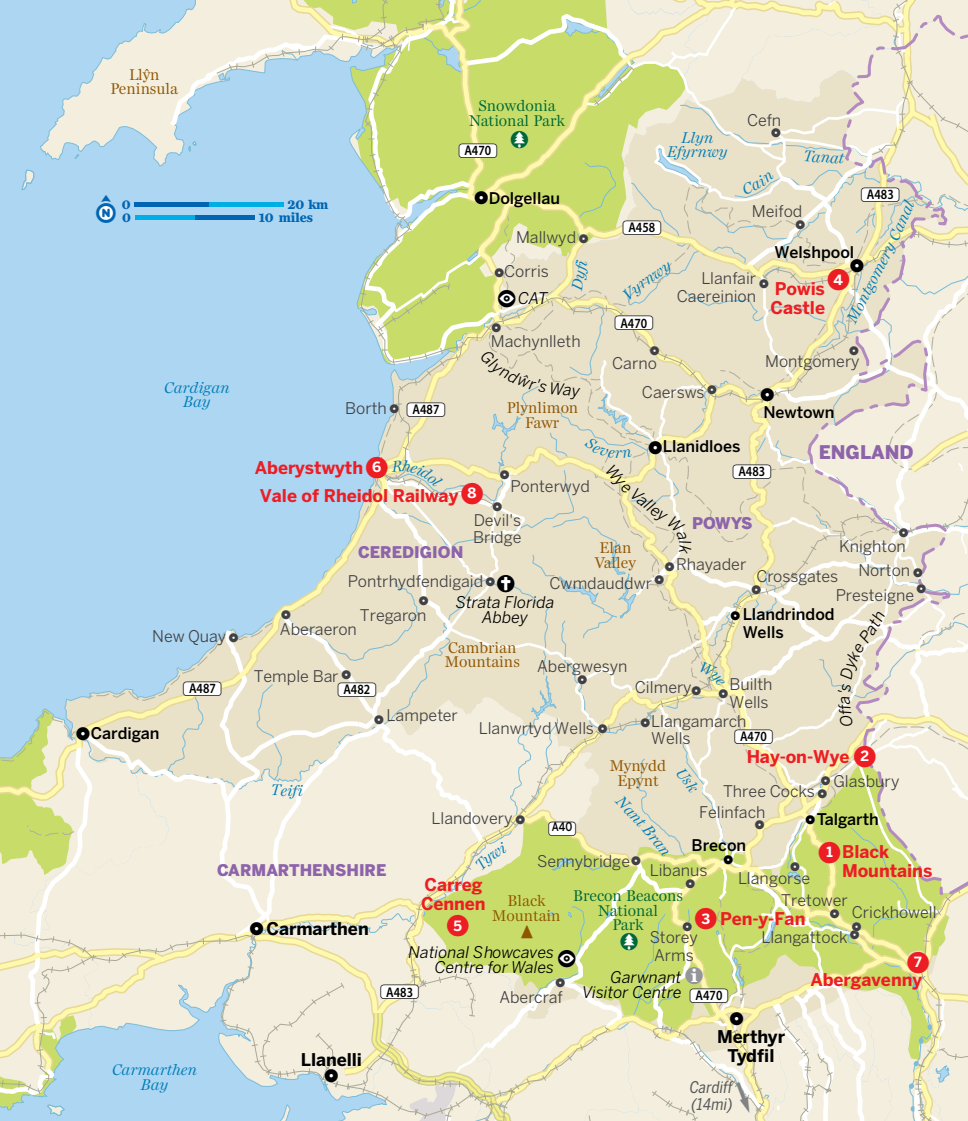 Llŷn
Peninsula
Snowdonia
National Park
A470
Cefn
Llyn
Efyrnwy
Tanat
Cain
A483
0 20 km
N
0 10 miles
Dolgellau
Meifod
Montgomery Canal
Mallwyd
A458
Welshpool
Corris
Dyfi
Vyrnwy
Llanfair
Caereinion
4
Powis
Castle
CAT
A470
Machynlleth
Carno
Montgomery
Glyndŵr's Way
Cardigan
Bay
Caersws
Newtown
Borth
A487
Plynlimon
Fawr
Severn
Llanidloes
ENGLAND
Aberystwyth 6
Rheidol
A483
Vale of Rheidol Railway 8
Ponterwyd
Wye Valley Walk
Devil's
Bridge
POWYS
CEREDIGION
Elan
Valley
Knighton
Rhayader
Norton
Pontrhydfendigaid
Cwmdauddwr
Crossgates
Presteigne
Strata Florida
Abbey
Tregaron
Llandrindod
Wells
Aberaeron
New Quay
Offa's Dyke Path
Cambrian
Mountains
Abergwesyn
Wye
Temple Bar
A487
A482
Cilmery
Builth
Wells
Lampeter
Cardigan
Llanwrtyd Wells
Llangamarch
Wells
A470
Hay-on-Wye 2
Mynydd
Epynt
Usk
Glasbury
Three Cocks
Teifi
Nant Bran
Felinfach
Llandovery
A40
Talgarth
Tywi
Brecon
1 Black
Mountains
Sennybridge
CARMARTHENSHIRE
Libanus
Llangorse
Carreg
Cennen
5
Black
Mountain
Brecon Beacons
National
Park
Tretower
3 Pen-y-Fan
Crickhowell
Carmarthen
Storey
Arms
Llangattock
National Showcaves
Centre for Wales
7
Abergavenny
Garwnant
Visitor Centre
i
Abercraf
A483
A470
Merthyr
Tydfil
Llanelli
Carmarthen
Bay
Cardiff
(14mi)